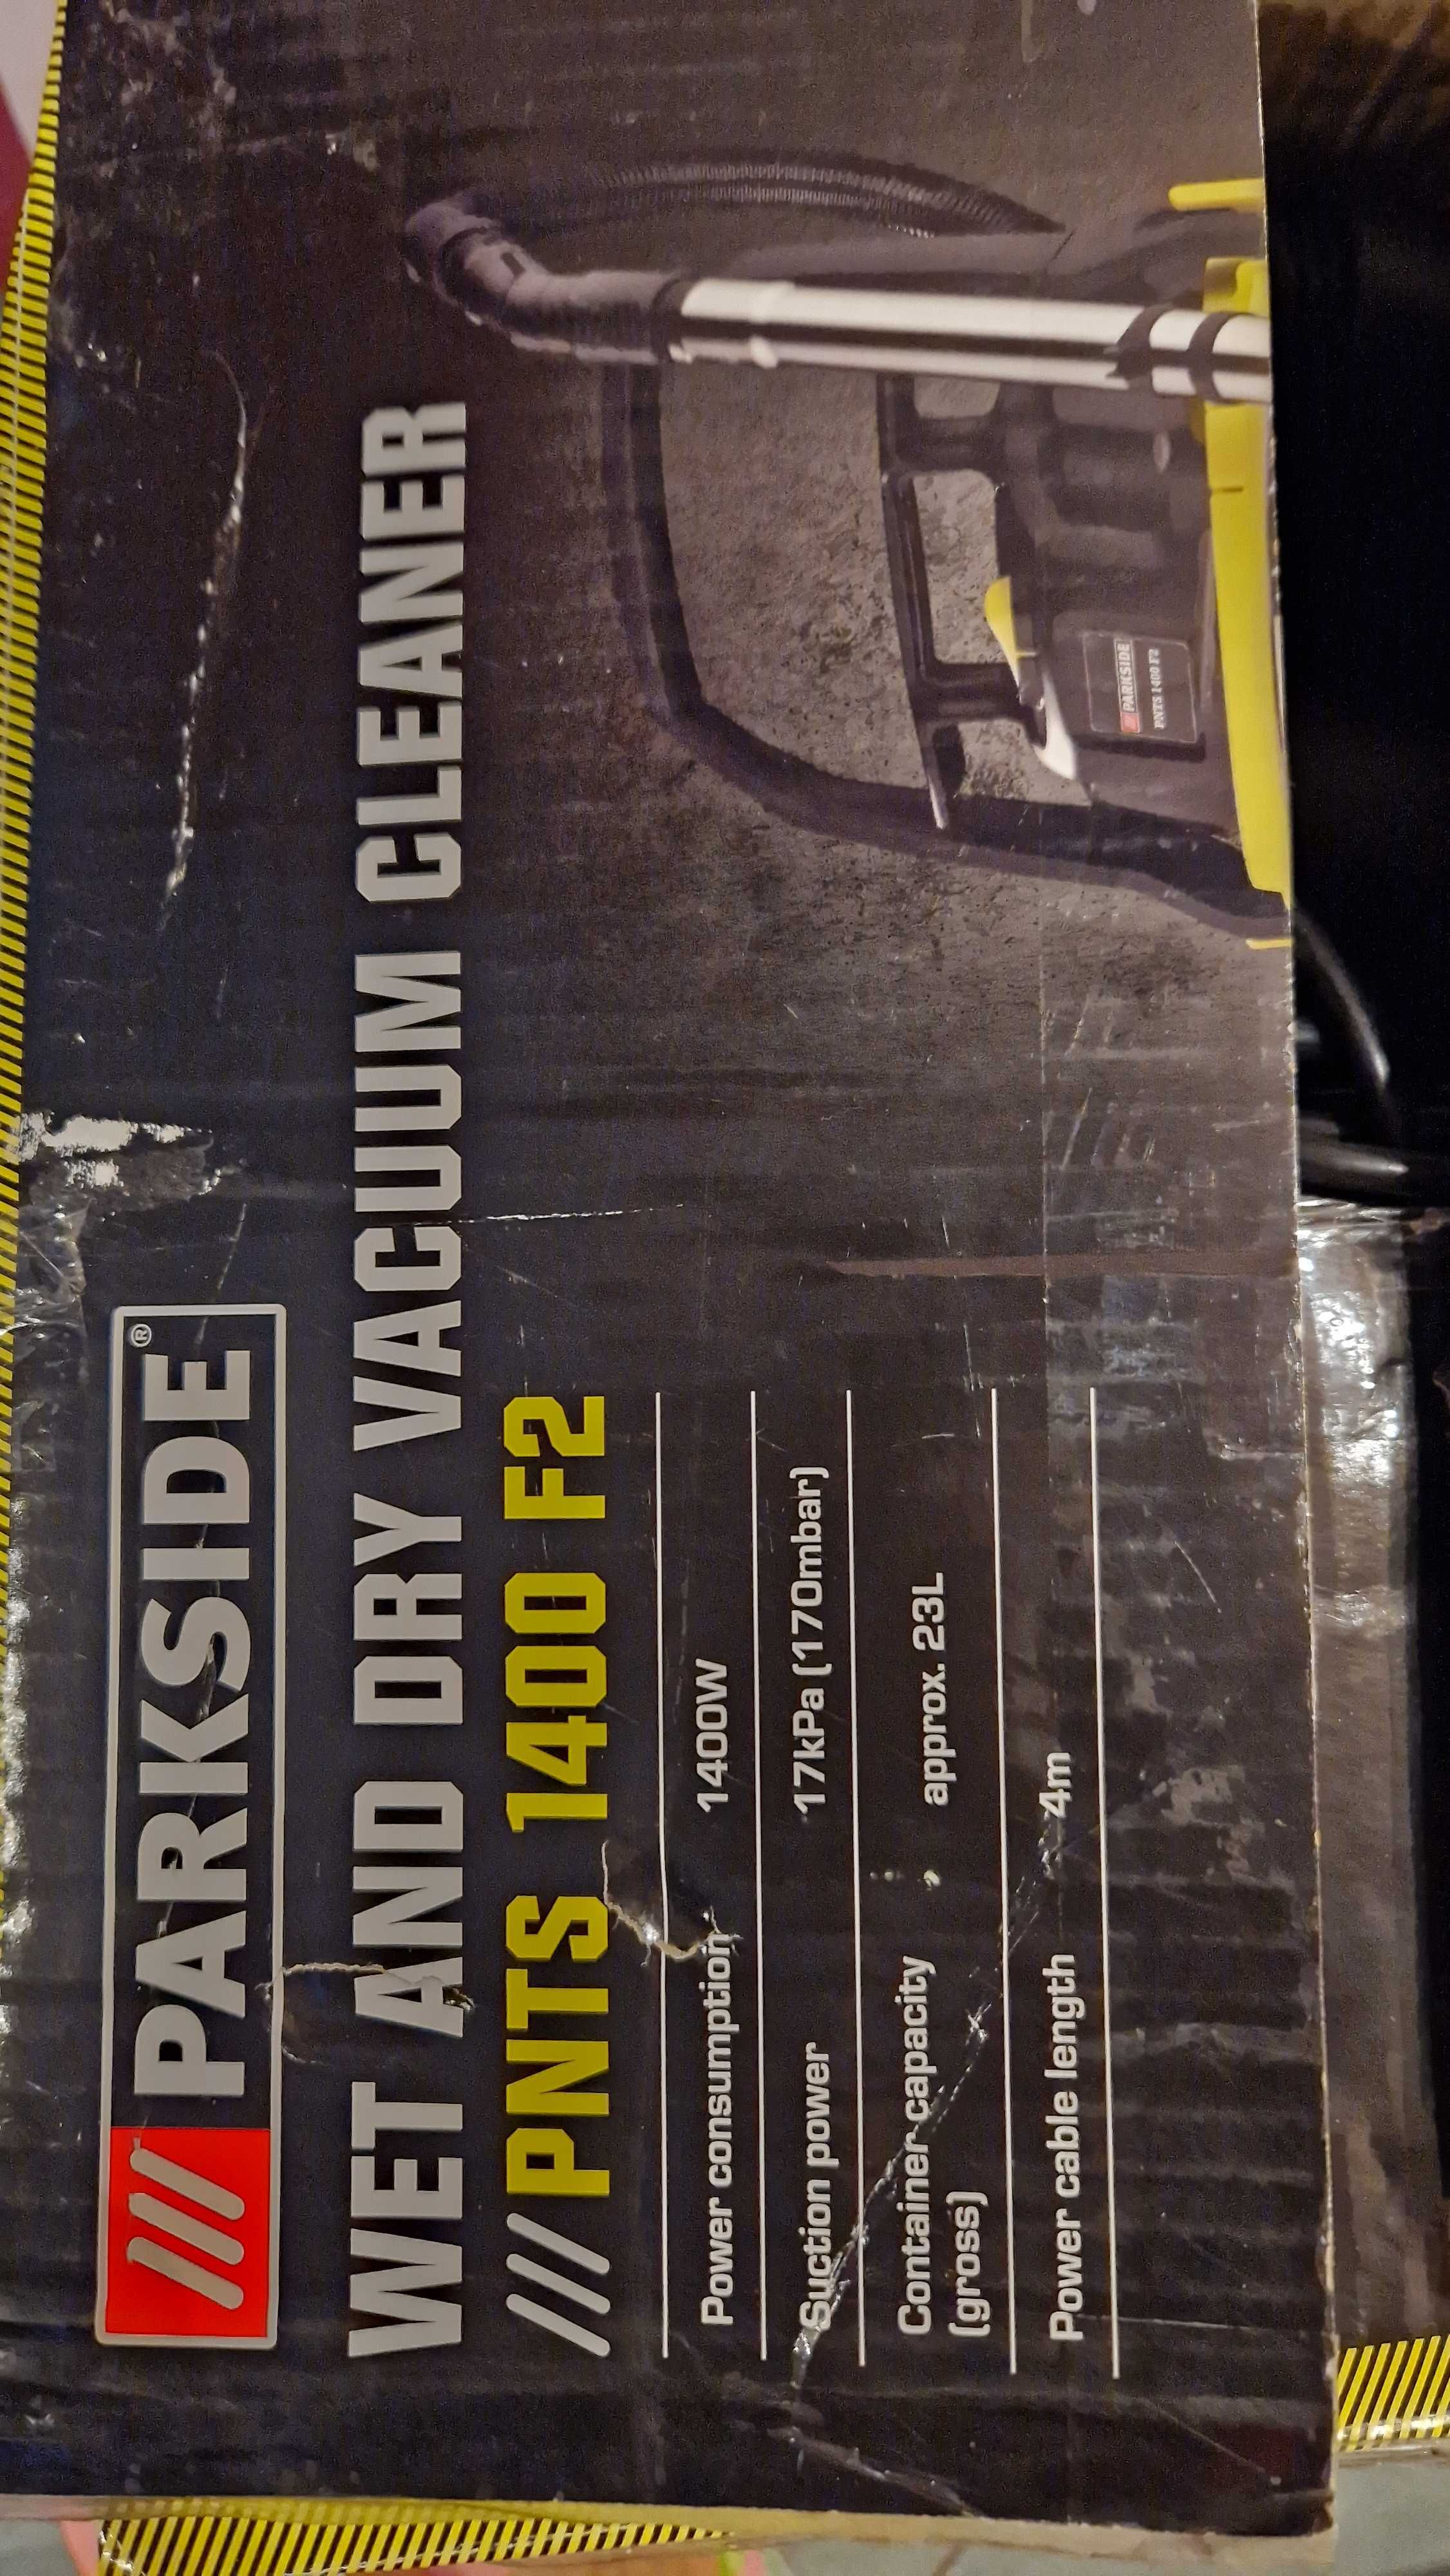 PARKSIDE®
WET AND DRY VACUUM CLEANER
/// PNTS 1400 F2
Power consumption 1400W
Suction power 17kPa (170mbar)
Container capacity approx. 23L
(gross)
Power cable length 4m
PARKSIDE
PNTS 1400 F2